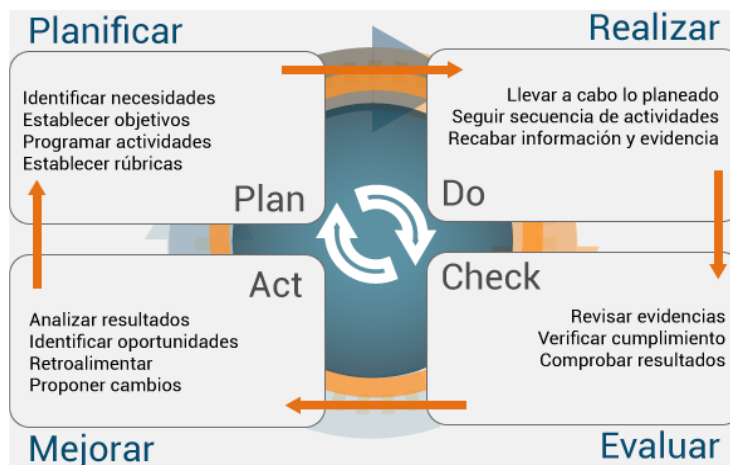 Planificar
Identificar necesidades
Establecer objetivos
Programar actividades
Establecer rúbricas
Plan
Realizar
Llevar a cabo lo planeado
Seguir secuencia de actividades
Recabar información y evidencia
Do
Check
Revisar evidencias
Verificar cumplimiento
Comprobar resultados
Evaluar
Act
Analizar resultados
Identificar oportunidades
Retroalimentar
Proponer cambios
Mejorar